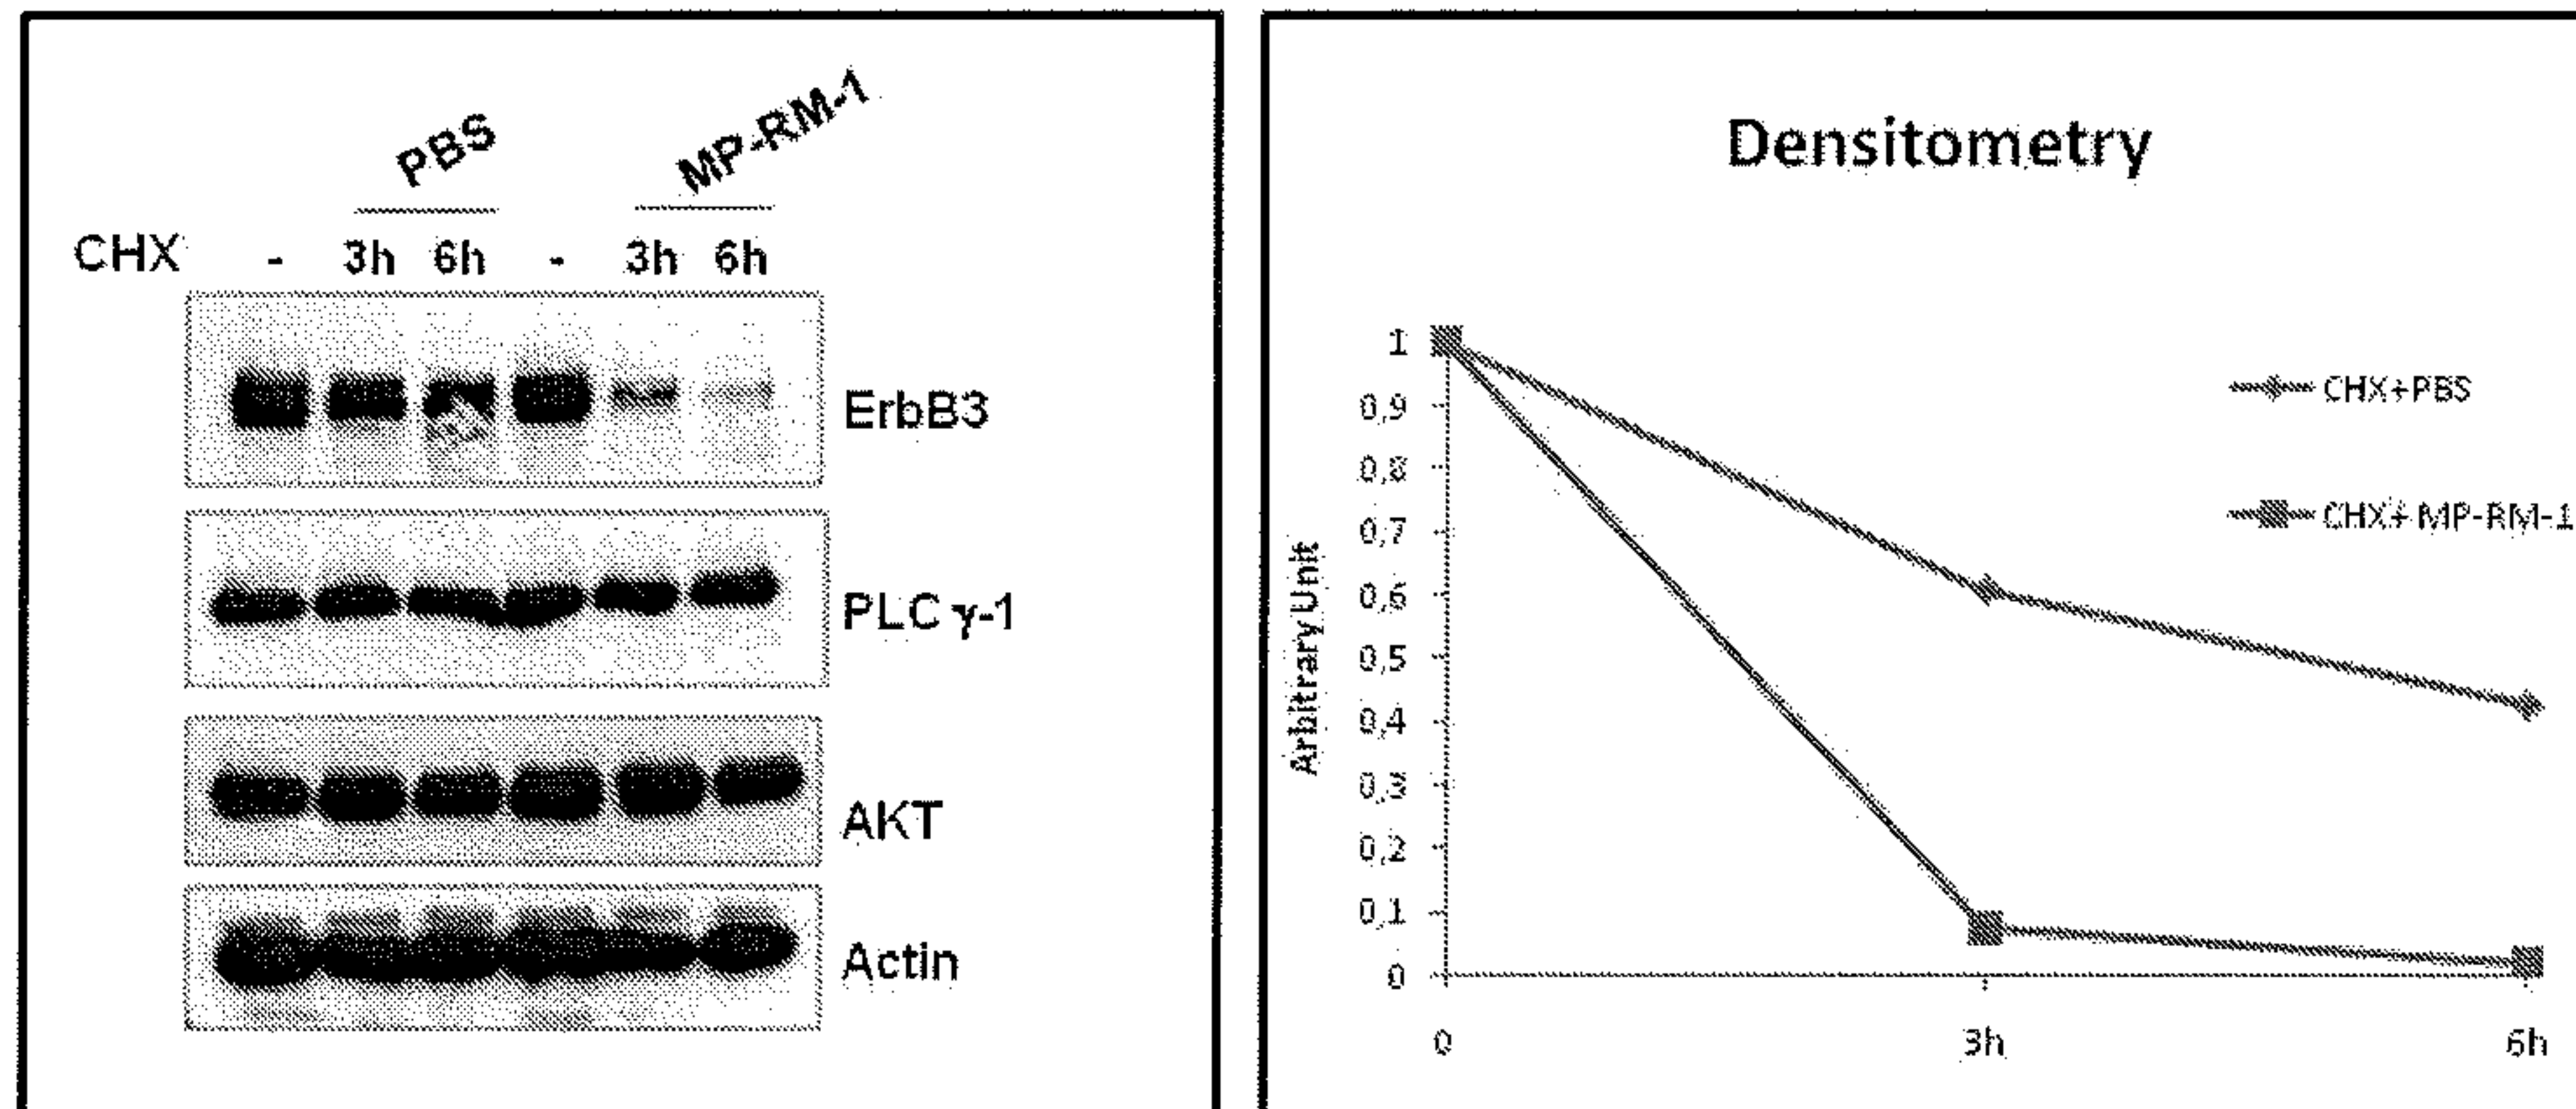 PBS MP-RM-1
CHX - 3h 6h - 3h 6h
ErbB3
PLC γ-1
AKT
Actin
Densitometry
Arbitrary Unit
1
0,9
0,8
0,7
0,6
0,5
0,4
0,3
0,2
0,1
0
0 3h 6h
CHX+PBS
CHX+MP-RM-1